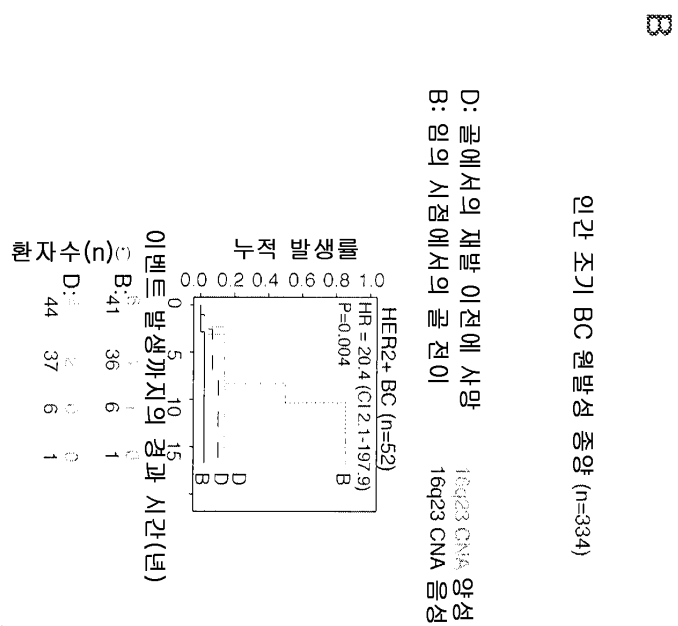 B
인간 조기 BC 원발성 종양 (n=334)
D: 골에서의 재발 이전에 사망 16q23 CNA 양성
B: 임의 시점에서의 골 전이 16q23 CNA 음성
HER2+ BC (n=52)
HR = 20.4 (CI 2.1-197.9)
P=0.004
누적 발생률
1.0
0.8
0.6
0.4
0.2
0.0
B
D
D
B
0 5 10 15
이벤트 발생까지의 경과 시간(년)
환자수(n)
B: 41 36 6 1
D: 44 37 6 1